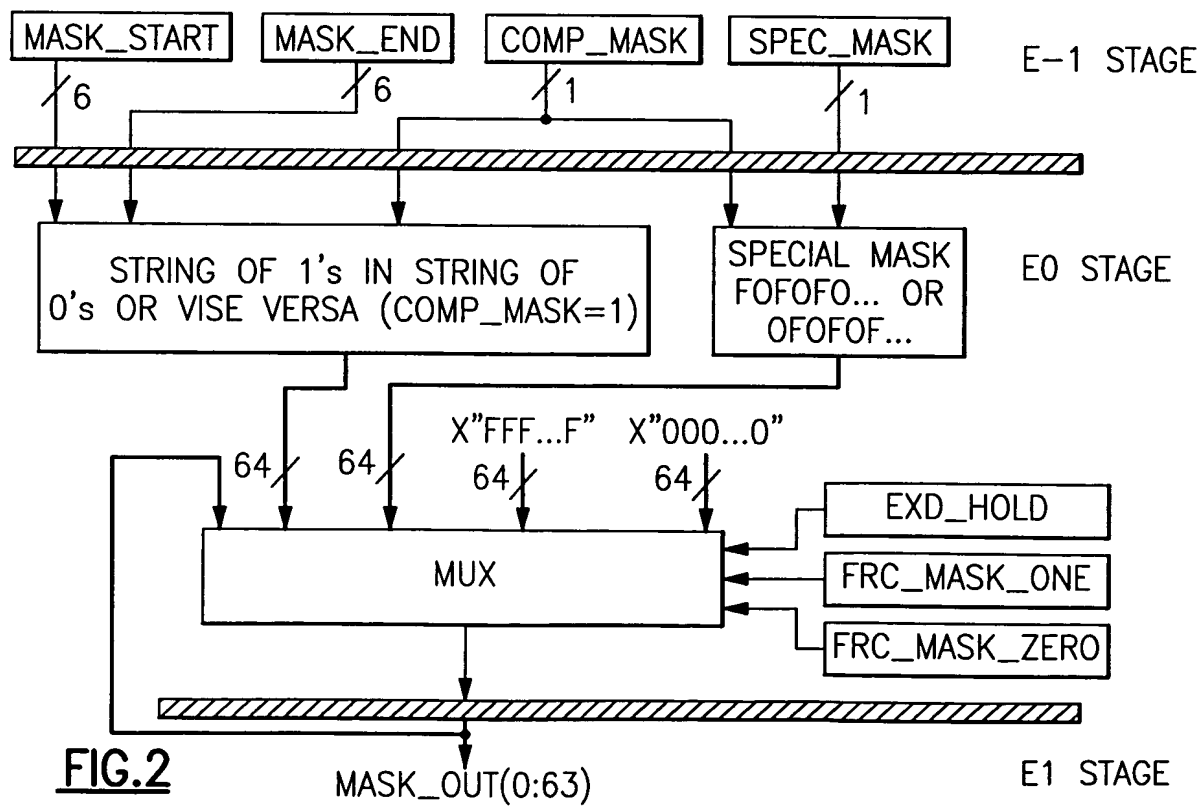 MASK_START
MASK_END
COMP_MASK
SPEC_MASK
E-1 STAGE
6
6
1
1
STRING OF 1's IN STRING OF
0's OR VISE VERSA (COMP_MASK=1)
SPECIAL MASK
F0F0F0... OR
0F0F0F...
E0 STAGE
X"FFF...F"
X"000...0"
64
64
64
64
MUX
EXD_HOLD
FRC_MASK_ONE
FRC_MASK_ZERO
FIG.2
MASK_OUT(0:63)
E1 STAGE